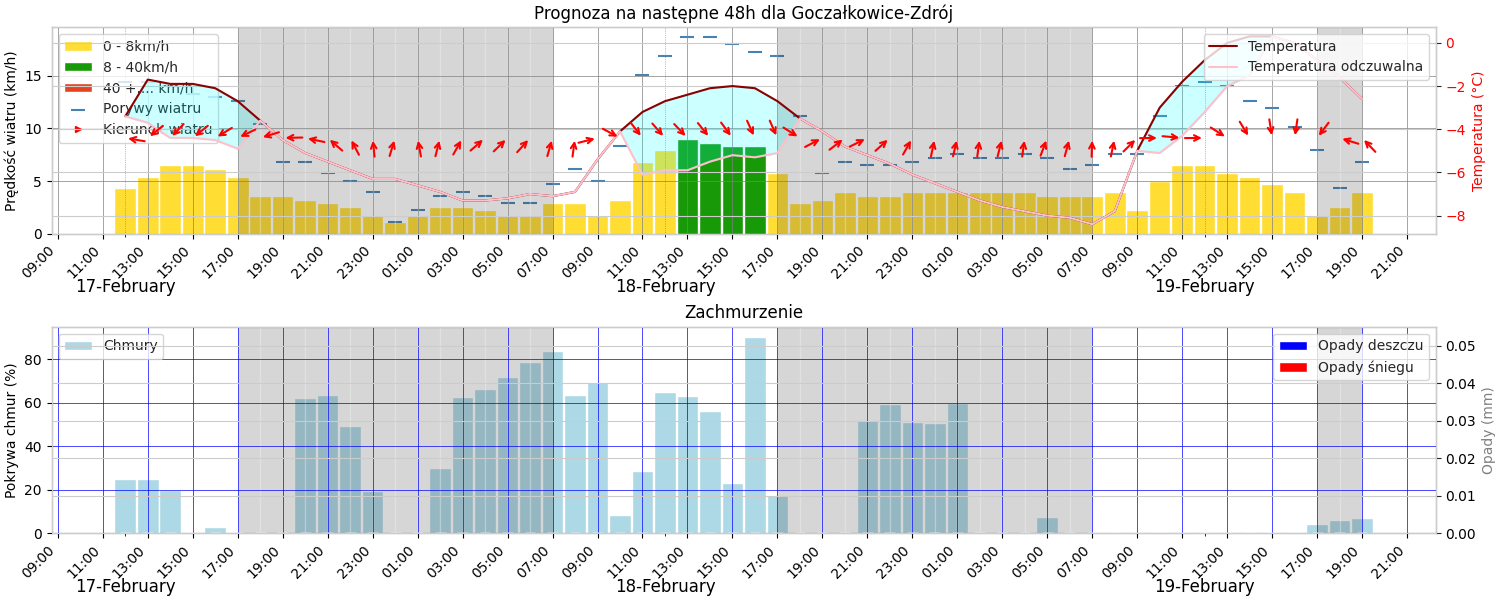 Prognoza na następne 48h dla Goczałkowice-Zdrój
Prędkość wiatru (km/h)
15
10
5
0
0 - 8km/h
8 - 40km/h
40 +... km/h
Porywy wiatru
Kierunek wiatru
Temperatura
Temperatura odczuwalna
0
−2
−4
−6
−8
Temperatura (°C)
09:00 11:00 13:00 15:00 17:00 19:00 21:00 23:00 01:00 03:00 05:00 07:00 09:00 11:00 13:00 15:00 17:00 19:00 21:00 23:00 01:00 03:00 05:00 07:00 09:00 11:00 13:00 15:00 17:00 19:00 21:00
17-February 18-February 19-February
Zachmurzenie
Pokrywa chmur (%)
80
60
40
20
0
Chmury
Opady deszczu
Opady śniegu
0.05
0.04
0.03
0.02
0.01
0.00
Opady (mm)
09:00 11:00 13:00 15:00 17:00 19:00 21:00 23:00 01:00 03:00 05:00 07:00 09:00 11:00 13:00 15:00 17:00 19:00 21:00 23:00 01:00 03:00 05:00 07:00 09:00 11:00 13:00 15:00 17:00 19:00 21:00
17-February 18-February 19-February